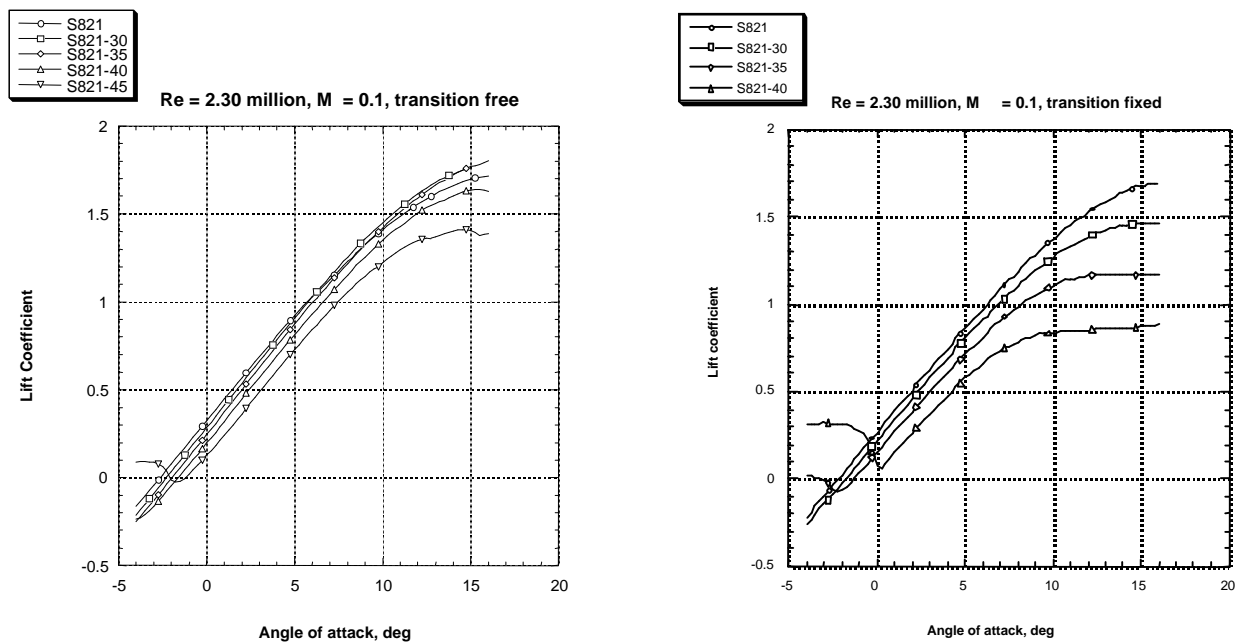 S821
S821-30
S821-35
S821-40
S821-45
Re = 2.30 million, M = 0.1, transition free
2
1.5
1
0.5
0
-0.5
-5 0 5 10 15 20
Lift Coefficient
Angle of attack, deg
S821
S821-30
S821-35
S821-40
Re = 2.30 million, M = 0.1, transition fixed
2
1.5
1
0.5
0
-0.5
-5 0 5 10 15 20
Lift coefficient
Angle of attack, deg